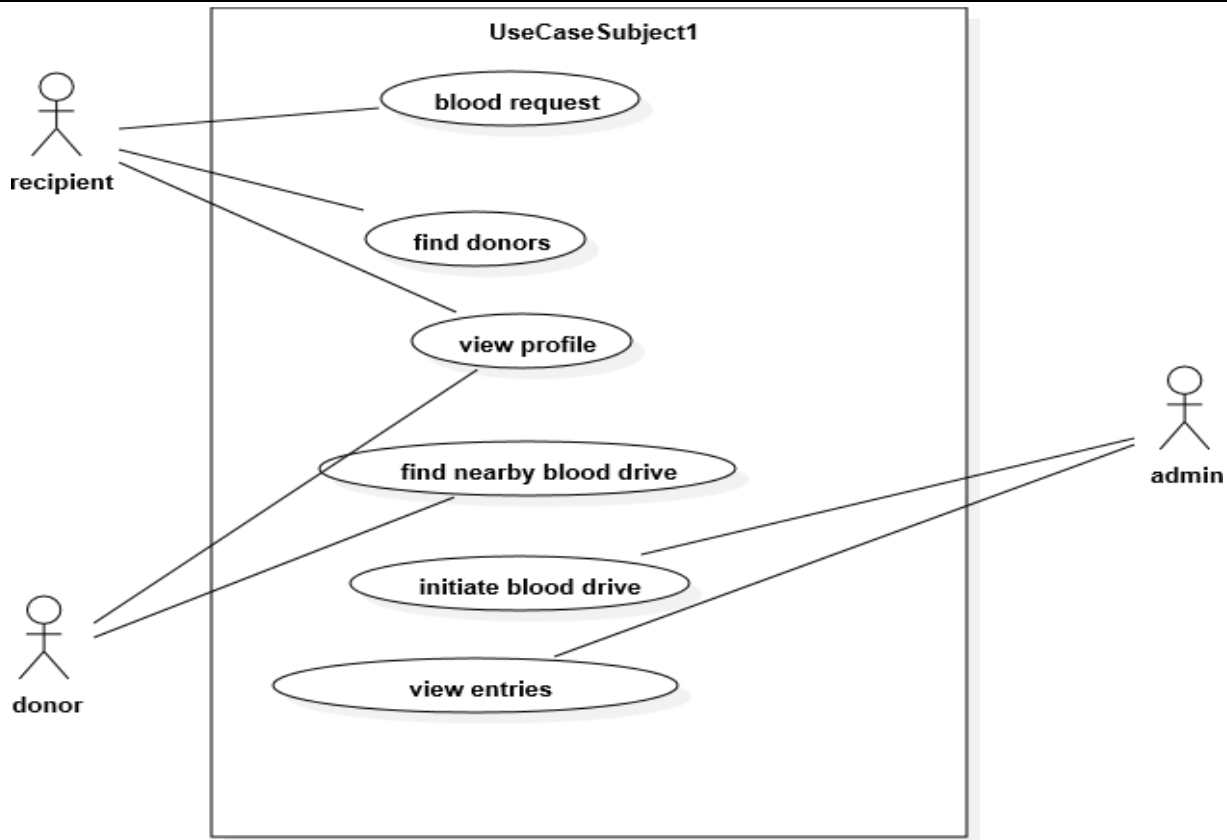 UseCaseSubject1
blood request
recipient
find donors
view profile
find nearby blood drive
admin
initiate blood drive
view entries
donor